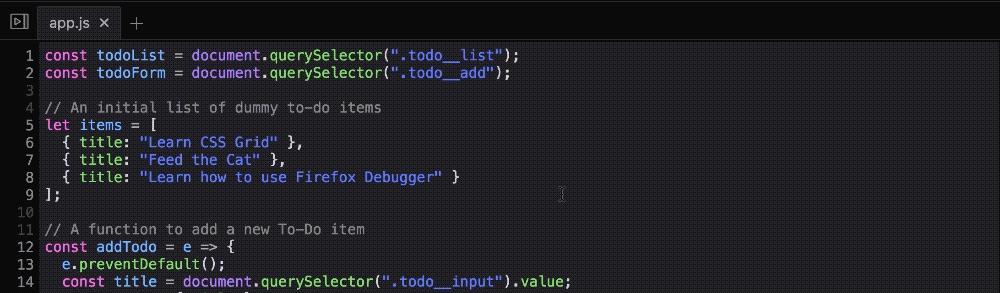 app.js
1 const todoList = document.querySelector(".todo__list");
2 const todoForm = document.querySelector(".todo__add");
3
4 // An initial list of dummy to-do items
5 let items = [
6 { title: "Learn CSS Grid" },
7 { title: "Feed the Cat" },
8 { title: "Learn how to use Firefox Debugger" }
9 ];
10
11 // A function to add a new To-Do item
12 const addTodo = e => {
13 e.preventDefault();
14 const title = document.querySelector(".todo__input").value;